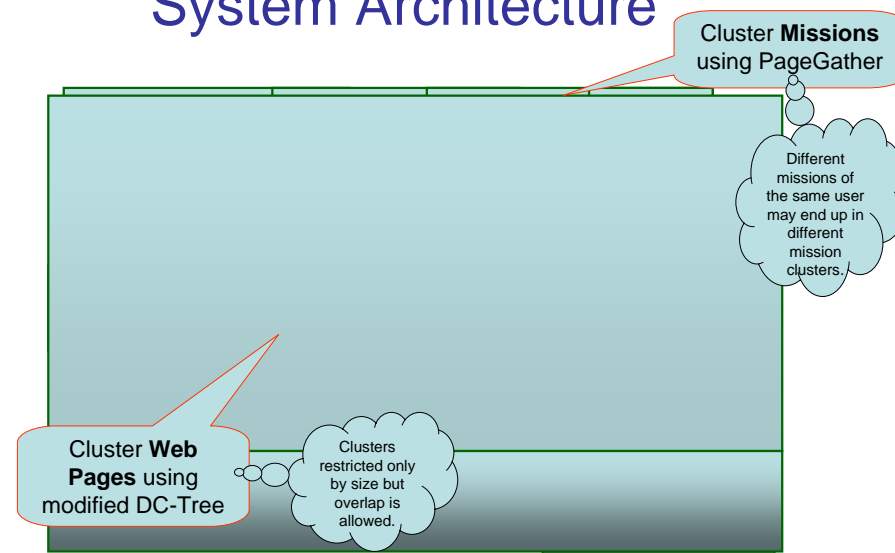 System Architecture
Cluster Missions
using PageGather
Different
missions of
the same user
may end up in
different
mission
clusters.
Cluster Web
Pages using
modified DC-Tree
Clusters
restricted only
by size but
overlap is
allowed.